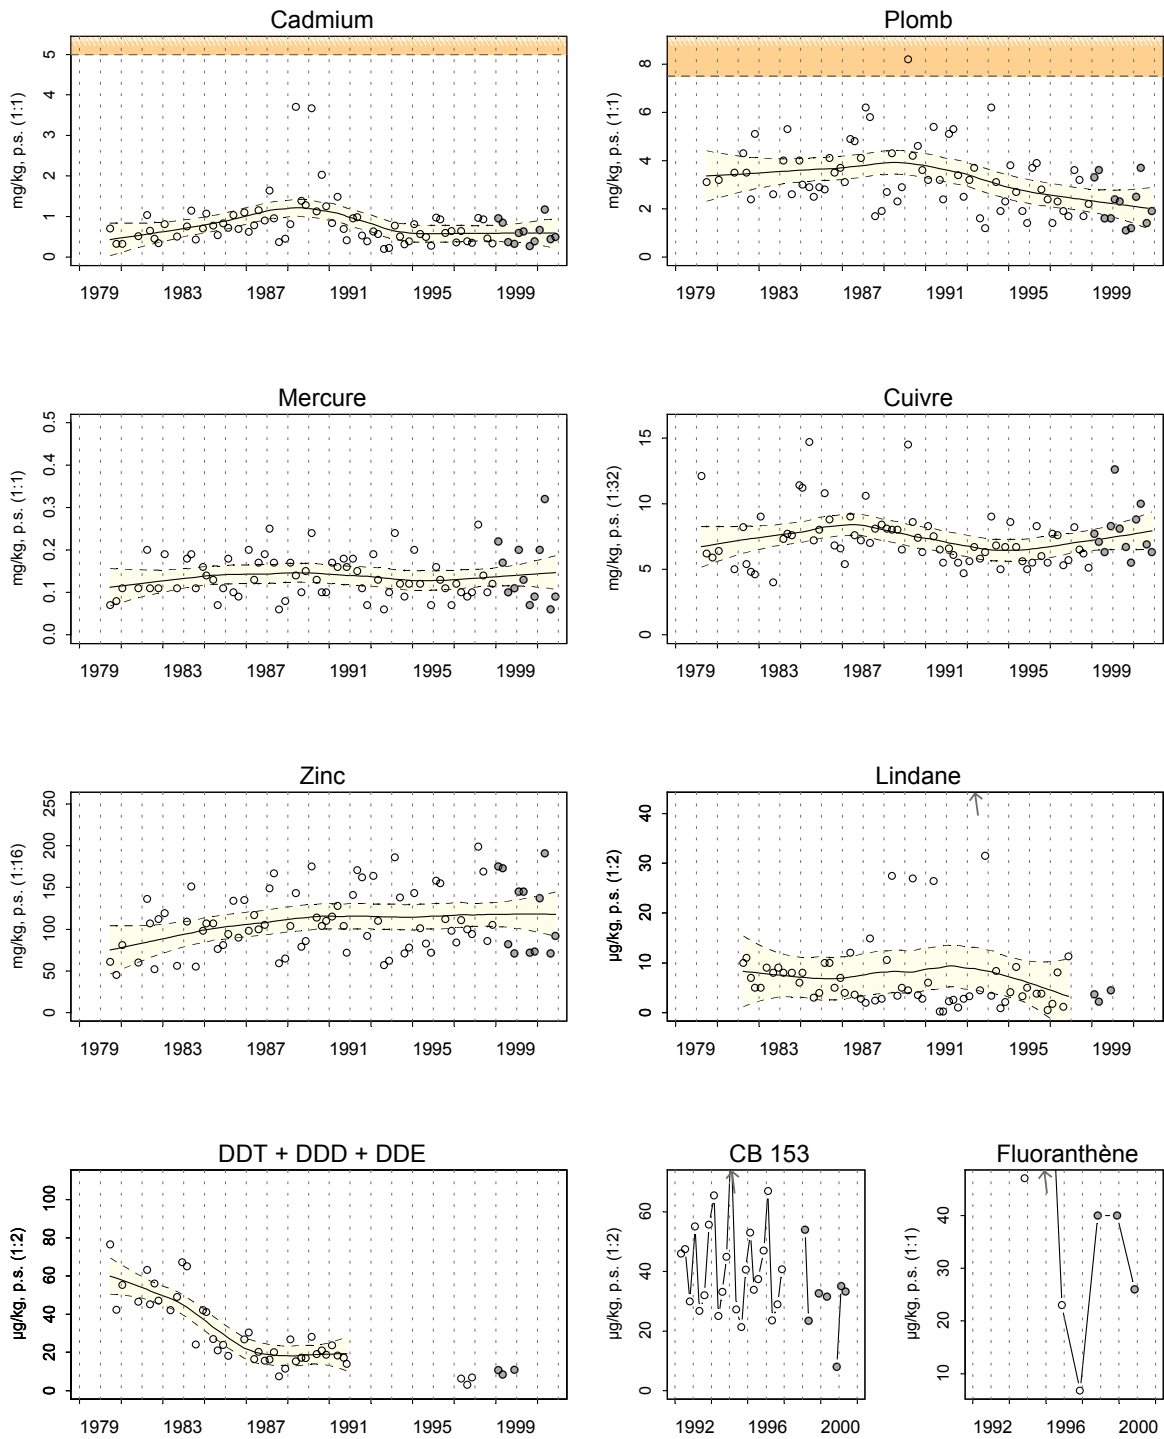 Cadmium
mg/kg, p.s. (1:1)
0 1 2 3 4 5
1979 1983 1987 1991 1995 1999
Plomb
mg/kg, p.s. (1:1)
0 2 4 6 8
1979 1983 1987 1991 1995 1999
Mercure
mg/kg, p.s. (1:1)
0.0 0.1 0.2 0.3 0.4 0.5
1979 1983 1987 1991 1995 1999
Cuivre
mg/kg, p.s. (1:32)
0 5 10 15
1979 1983 1987 1991 1995 1999
Zinc
mg/kg, p.s. (1:16)
0 50 100 150 200 250
1979 1983 1987 1991 1995 1999
Lindane
µg/kg, p.s. (1:2)
0 10 20 30 40
1979 1983 1987 1991 1995 1999
DDT + DDD + DDE
µg/kg, p.s. (1:2)
0 20 40 60 80 100
1979 1983 1987 1991 1995 1999
CB 153
µg/kg, p.s. (1:2)
0 20 40 60
1992 1996 2000
Fluoranthène
µg/kg, p.s. (1:1)
10 20 30 40
1992 1996 2000